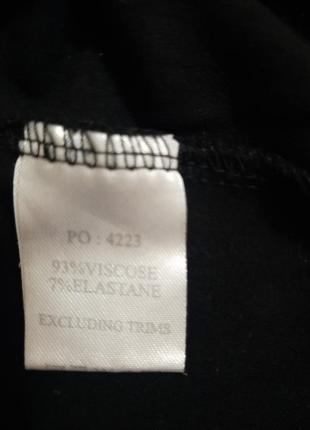 PO : 4223
93%VISCOSE
7%ELASTANE
EXCLUDING TRIMS